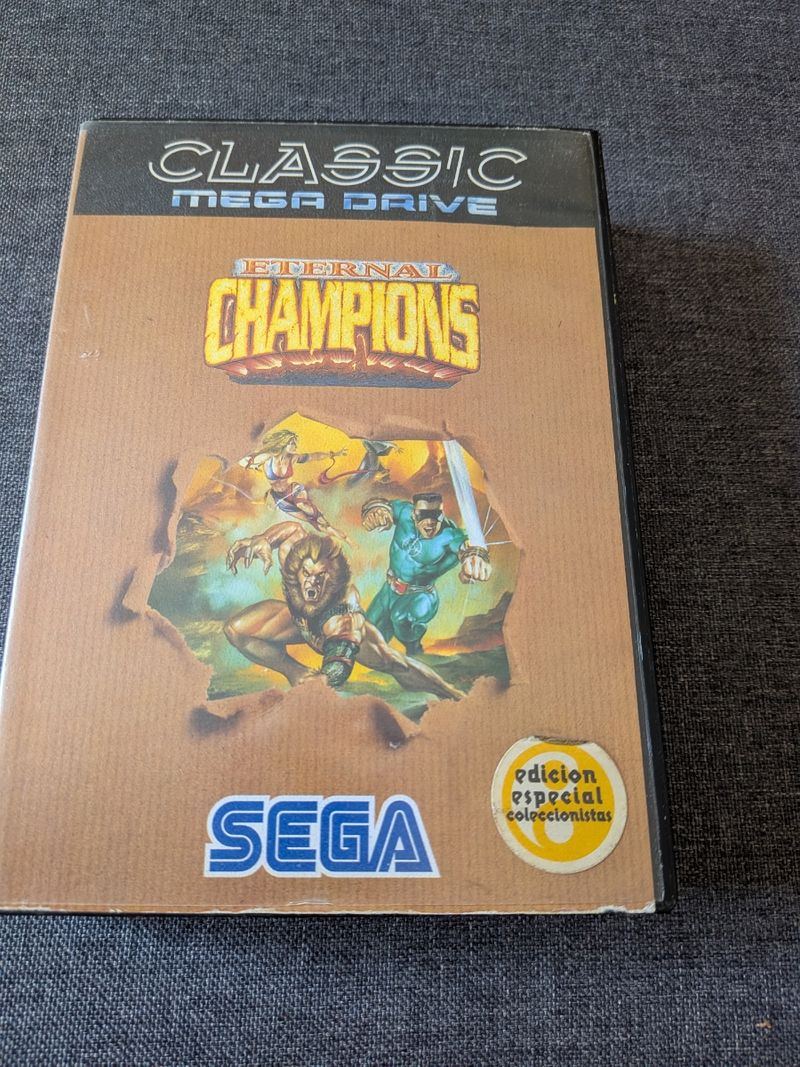 CLASSIC
MEGA DRIVE
ETERNAL
CHAMPIONS
SEGA
edicion
especial
coleccionistas